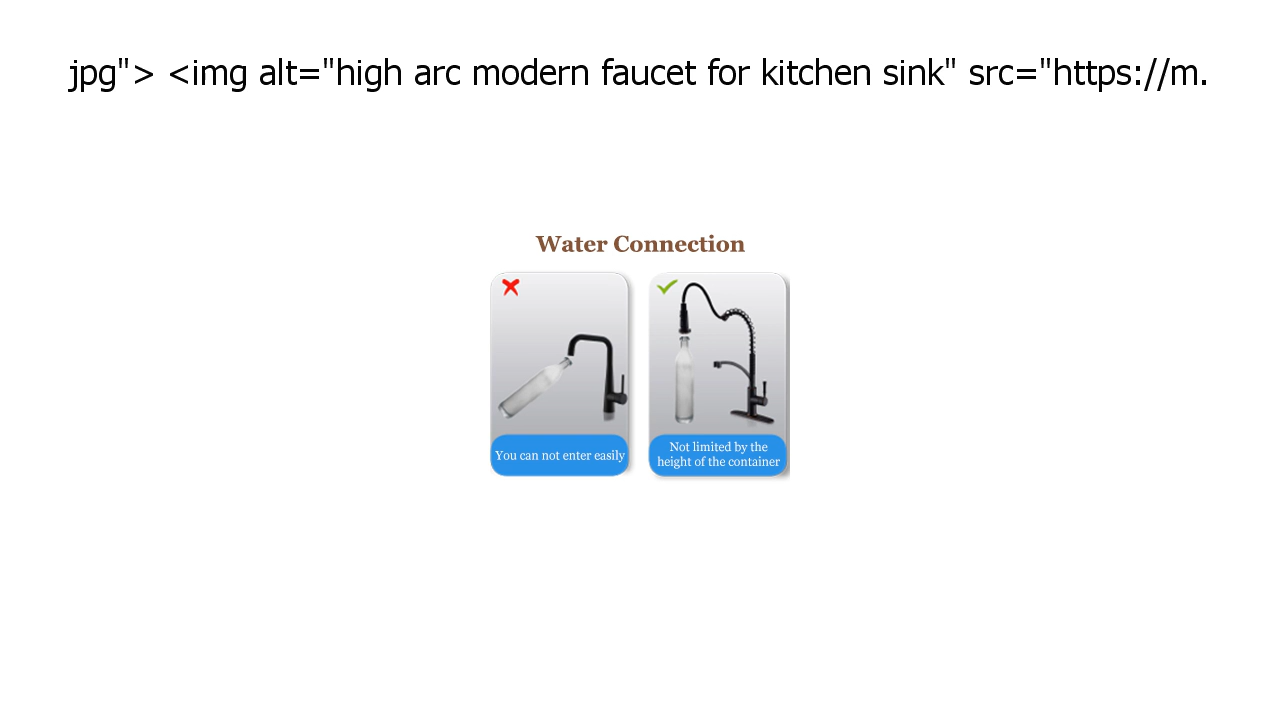 jpg"> <img alt="high arc modern faucet for kitchen sink" src="https://m.
Water Connection
You can not enter easily
Not limited by the
height of the container